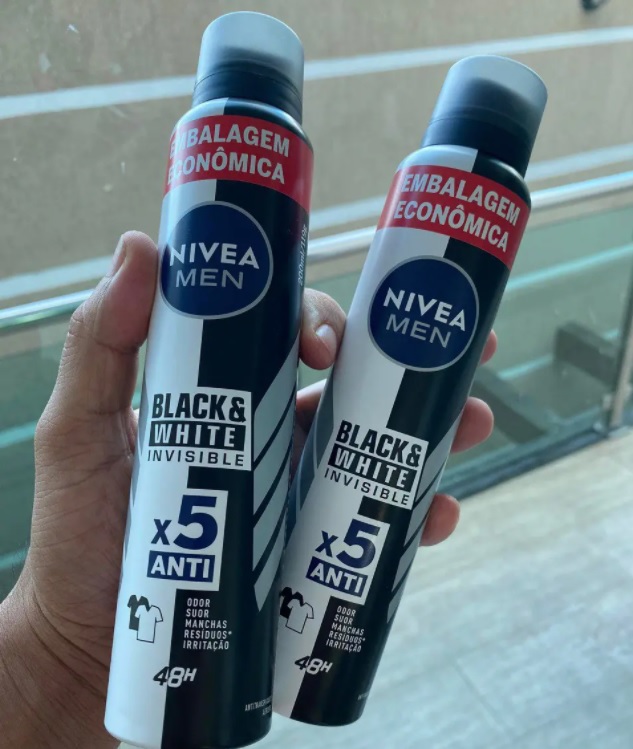 EMBALAGEM
ECONÔMICA
NIVEA
MEN
BLACK&
WHITE
INVISIBLE
x5
ANTI
ODOR
SUOR
MANCHAS
RESÍDUOS*
IRRITAÇÃO
48H
EMBALAGEM
ECONÔMICA
NIVEA
MEN
BLACK&
WHITE
INVISIBLE
x5
ANTI
ODOR
SUOR
MANCHAS
RESÍDUOS*
IRRITAÇÃO
48H